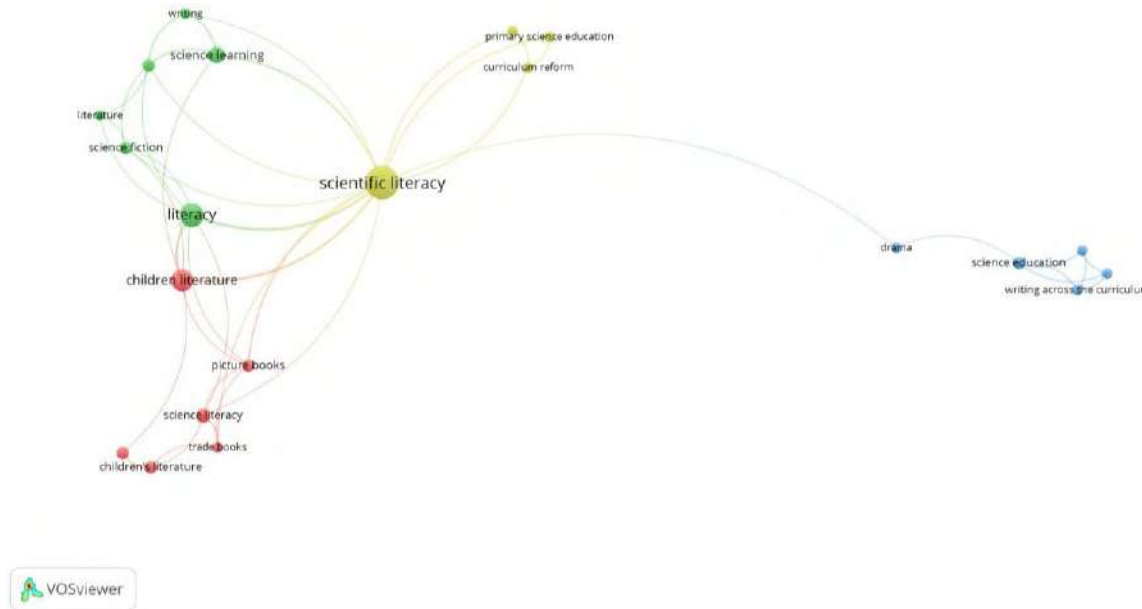 writing
science learning
primary science education
curriculum reform
literature
science fiction
scientific literacy
literacy
drama
science education
children literature
writing across the curriculum
picture books
science literacy
trade books
children's literature
VOSviewer